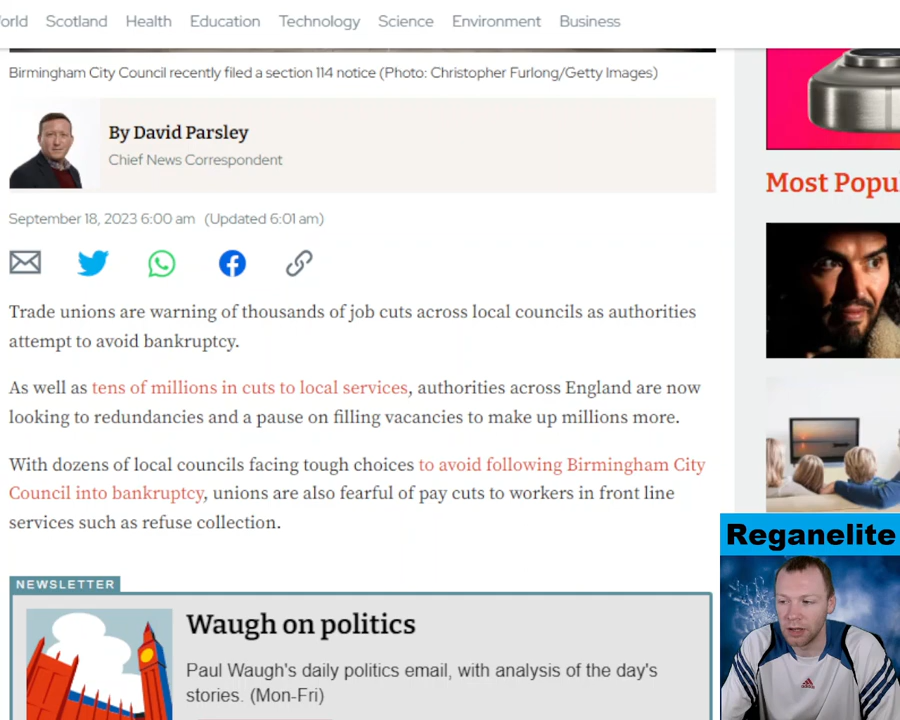 orld Scotland Health Education Technology Science Environment Business
Birmingham City Council recently filed a section 114 notice (Photo: Christopher Furlong/Getty Images)
By David Parsley
Chief News Correspondent
September 18, 2023 6:00 am (Updated 6:01 am)
Most Popu
Trade unions are warning of thousands of job cuts across local councils as authorities
attempt to avoid bankruptcy.
As well as tens of millions in cuts to local services, authorities across England are now
looking to redundancies and a pause on filling vacancies to make up millions more.
With dozens of local councils facing tough choices to avoid following Birmingham City
Council into bankruptcy, unions are also fearful of pay cuts to workers in front line
services such as refuse collection.
NEWSLETTER
Waugh on politics
Paul Waugh's daily politics email, with analysis of the day's
stories. (Mon-Fri)
Reganelite
adidas